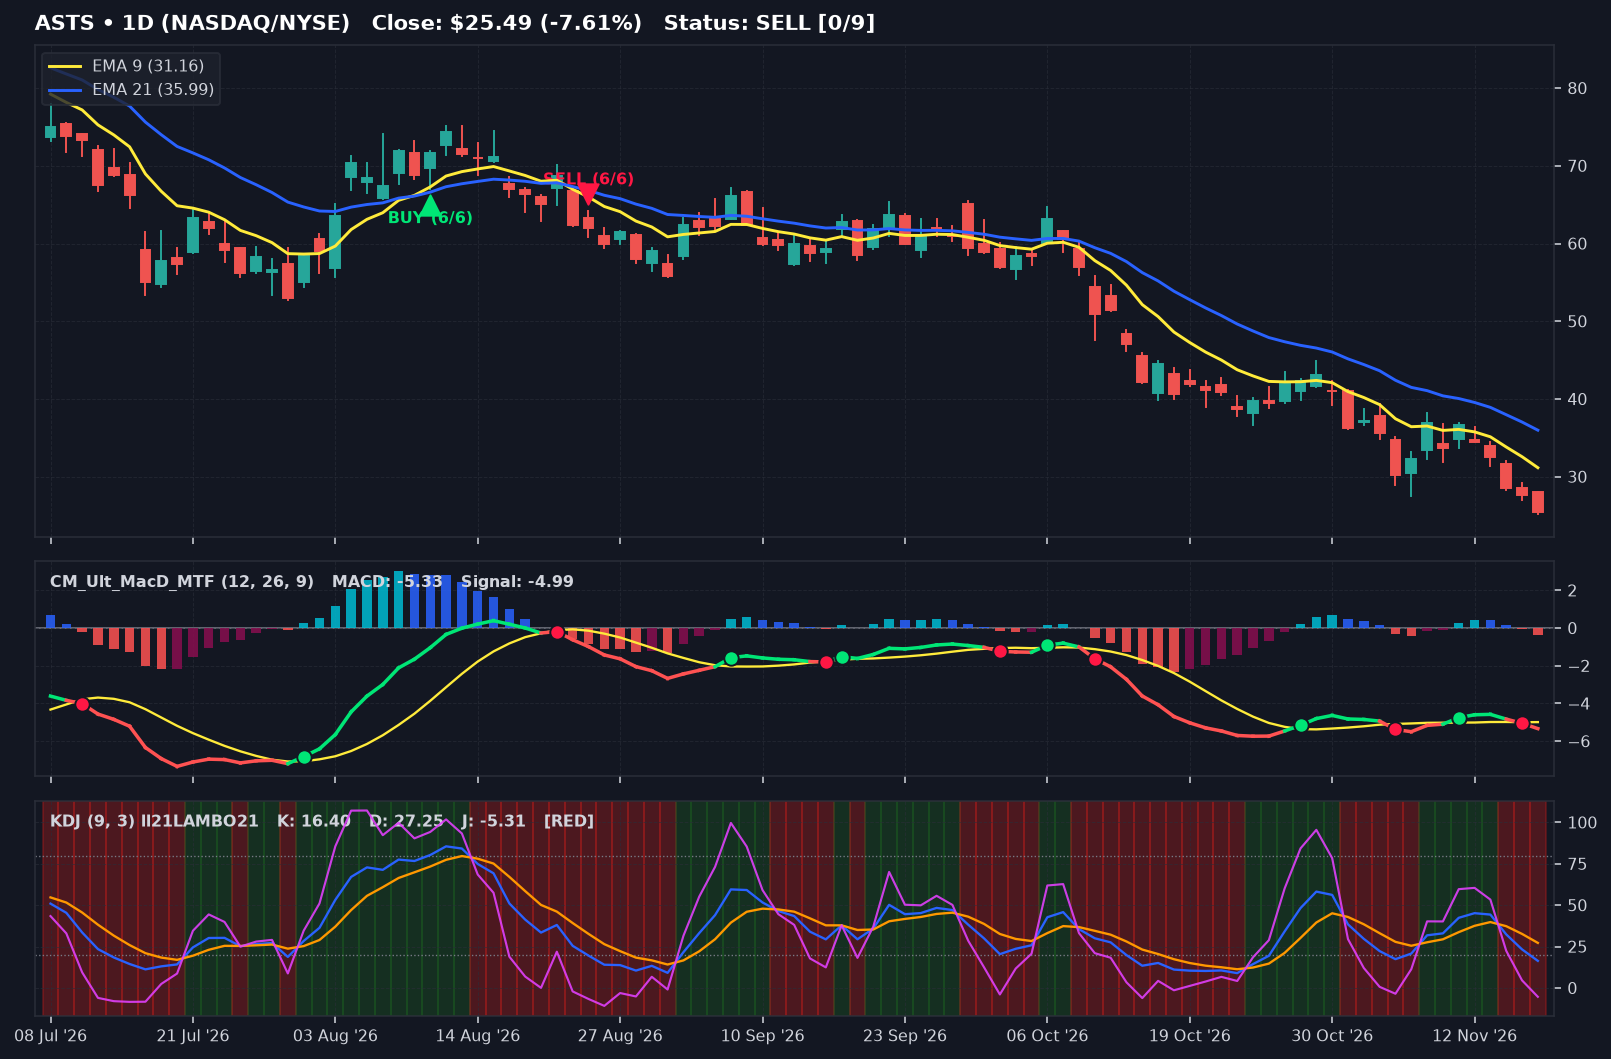 ASTS • 1D (NASDAQ/NYSE)   Close: $25.49 (-7.61%)   Status: SELL [0/9]
EMA 9 (31.16)
EMA 21 (35.99)
80
70
SELL (6/6)
BUY (6/6)
60
50
40
30
CM_Ult_MacD_MTF (12, 26, 9)   MACD: -5.33   Signal: -4.99
2
0
−2
−4
−6
KDJ (9, 3) II21LAMBO21   K: 16.40   D: 27.25   J: -5.31   [RED]
100
75
50
25
0
08 Jul '26   21 Jul '26   03 Aug '26   14 Aug '26   27 Aug '26   10 Sep '26   23 Sep '26   06 Oct '26   19 Oct '26   30 Oct '26   12 Nov '26